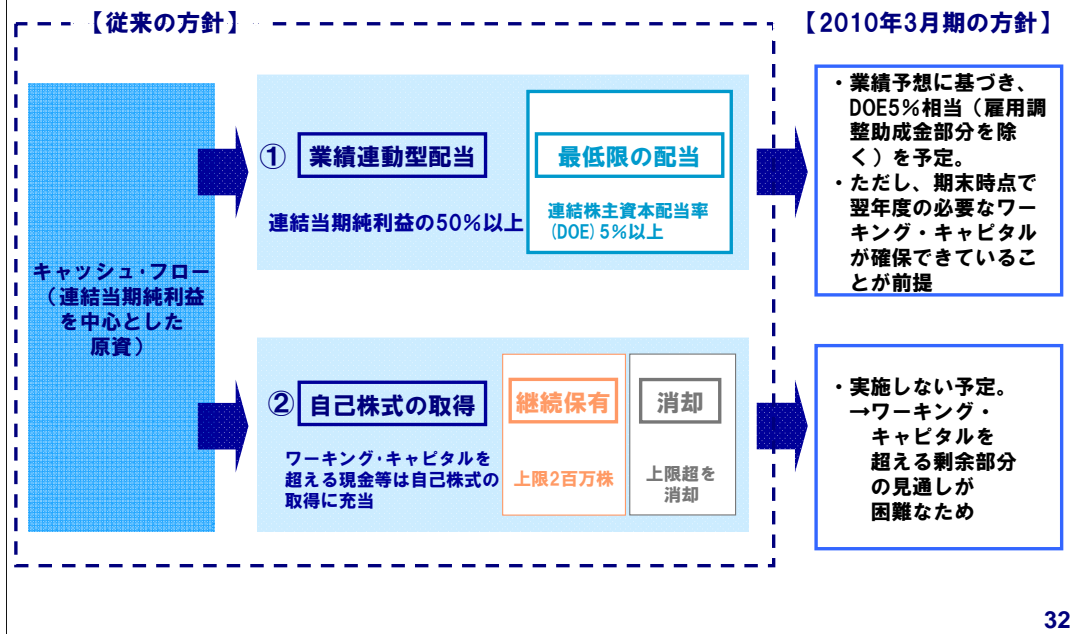 【従来の方針】
【2010年3月期の方針】
キャッシュ・フロー
（連結当期純利益
を中心とした
原資）
① 業績連動型配当
連結当期純利益の50％以上
最低限の配当
連結株主資本配当率
(DOE)5％以上
・業績予想に基づき、
DOE5％相当（雇用調
整助成金部分を除
く）を予定。
・ただし、期末時点で
翌年度の必要なワー
キング・キャピタル
が確保できているこ
とが前提
② 自己株式の取得
ワーキング・キャピタルを
超える現金等は自己株式の
取得に充当
継続保有
上限2百万株
消却
上限超を
消却
・実施しない予定。
→ワーキング・
キャピタルを
超える剰余部分
の見通しが
困難なため
32